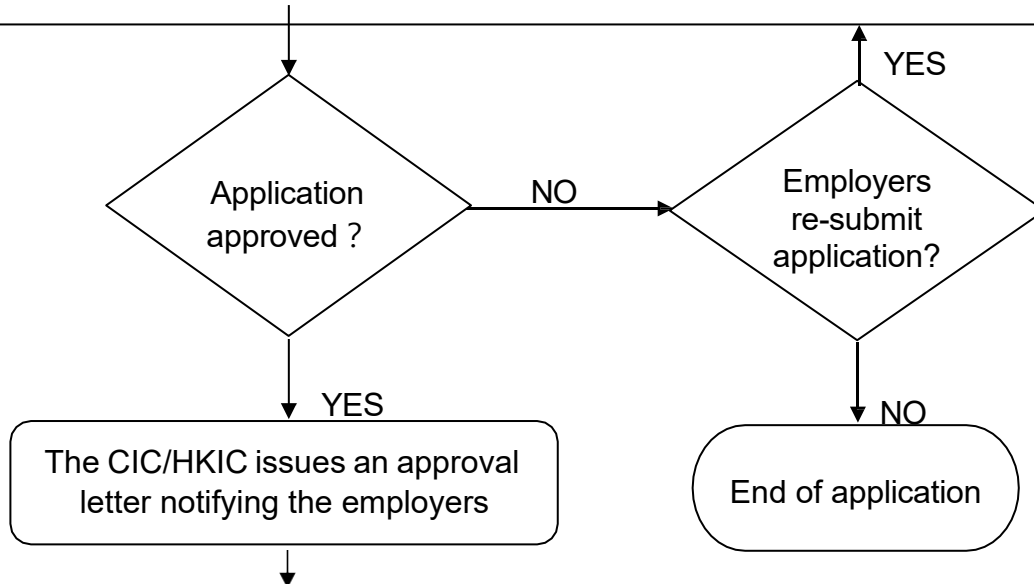 YES
Application
approved？
NO
Employers
re-submit
application?
YES
The CIC/HKIC issues an approval
letter notifying the employers
NO
End of application